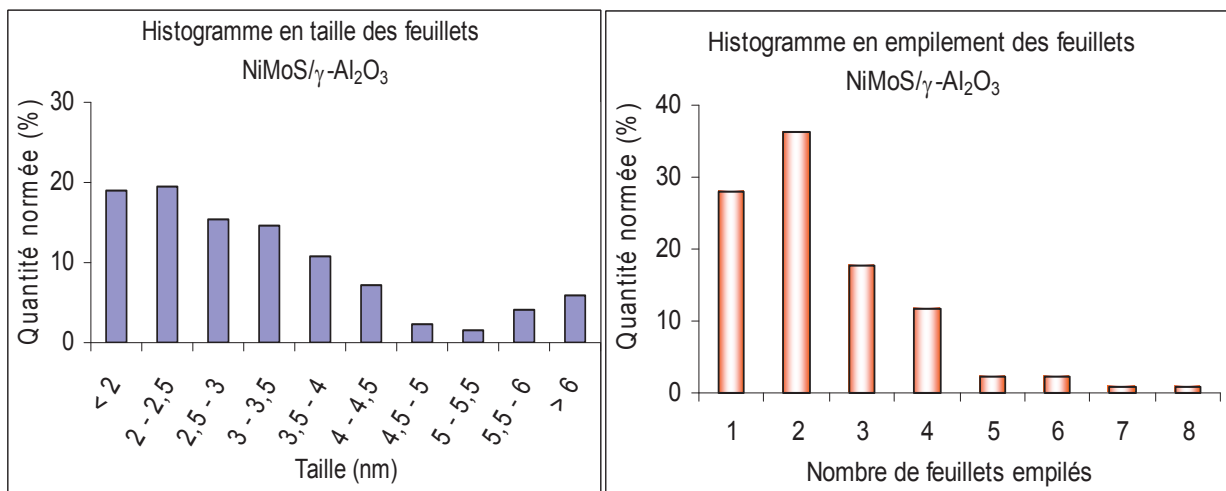 Histogramme en taille des feuillets
NiMoS/γ-Al₂O₃
Quantité normée (%)
30
20
10
0
< 2
2 - 2,5
2,5 - 3
3 - 3,5
3,5 - 4
4 - 4,5
4,5 - 5
5 - 5,5
5,5 - 6
> 6
Taille (nm)
Histogramme en empilement des feuillets
NiMoS/γ-Al₂O₃
Quantité normée (%)
40
30
20
10
0
1 2 3 4 5 6 7 8
Nombre de feuillets empilés